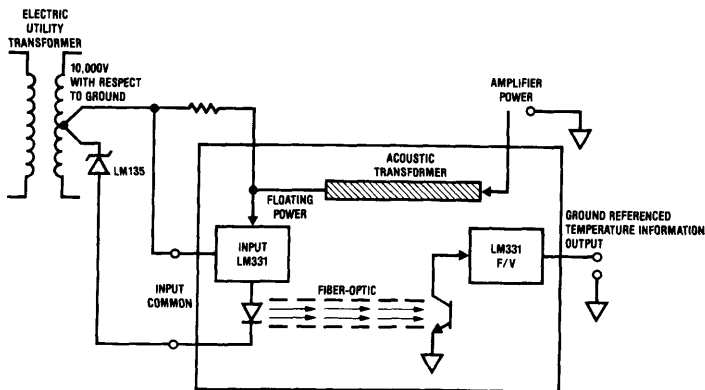 ELECTRIC
UTILITY
TRANSFORMER
10,000V
WITH RESPECT
TO GROUND
LM135
AMPLIFIER
POWER
ACOUSTIC
TRANSFORMER
FLOATING
POWER
INPUT
LM331
INPUT
COMMON
FIBER-OPTIC
LM331
F/V
GROUND REFERENCED
TEMPERATURE INFORMATION
OUTPUT